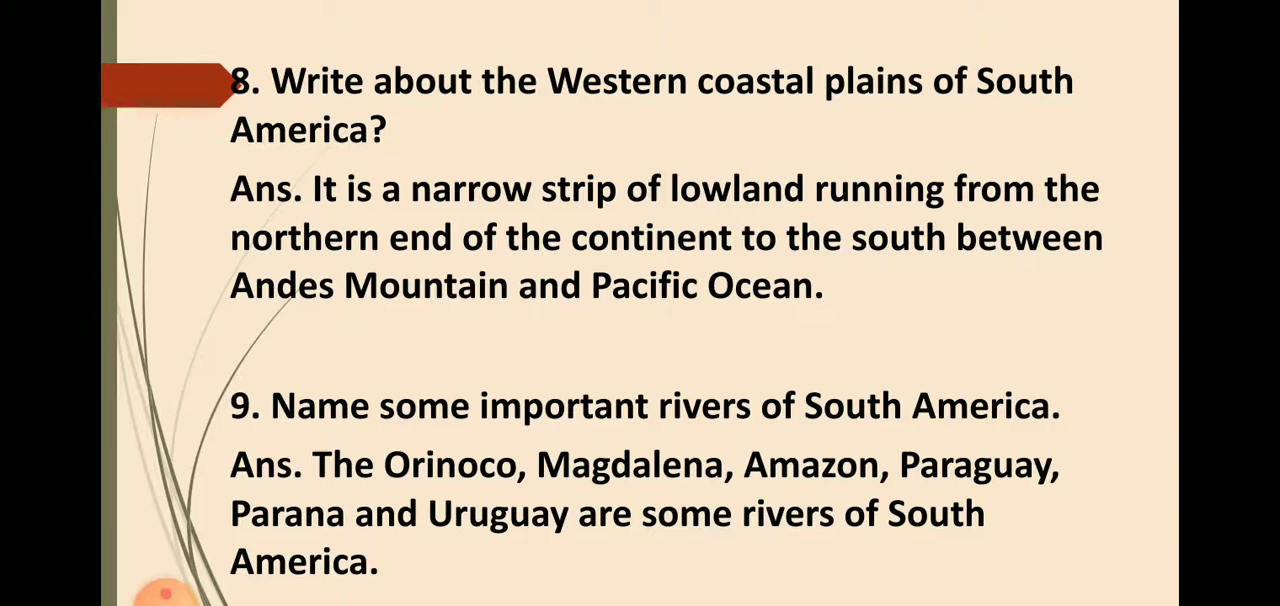 8. Write about the Western coastal plains of South
America?
Ans. It is a narrow strip of lowland running from the
northern end of the continent to the south between
Andes Mountain and Pacific Ocean.
9. Name some important rivers of South America.
Ans. The Orinoco, Magdalena, Amazon, Paraguay,
Parana and Uruguay are some rivers of South
America.